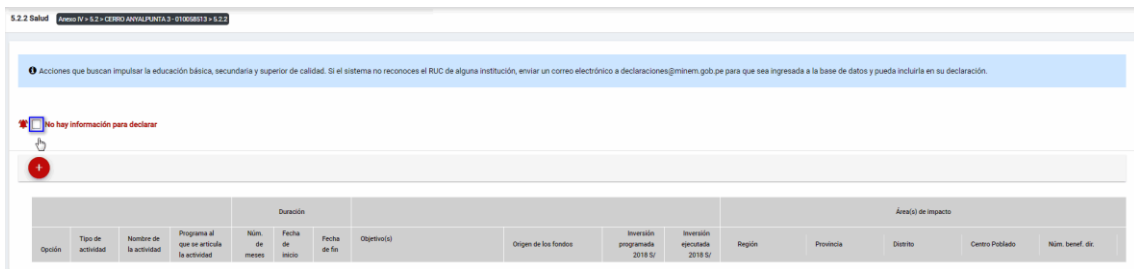 5.2.2 Salud Anexo IV > 5.2 > CERRO ANYALPUNTA 3 - 010058513 > 5.2.2
Acciones que buscan impulsar la educación básica, secundaria y superior de calidad. Si el sistema no reconoces el RUC de alguna institución, enviar un correo electrónico a declaraciones@minem.gob.pe para que sea ingresada a la base de datos y pueda incluirla en su declaración.
No hay información para declarar
+
Duración Área(s) de impacto
Opción Tipo de actividad Nombre de la actividad Programa al que se articula la actividad Núm. de meses Fecha de inicio Fecha de fin Objetivo(s) Origen de los fondos Inversión programada 2018 S/ Inversión ejecutada 2018 S/ Región Provincia Distrito Centro Poblado Núm. benef. dir.